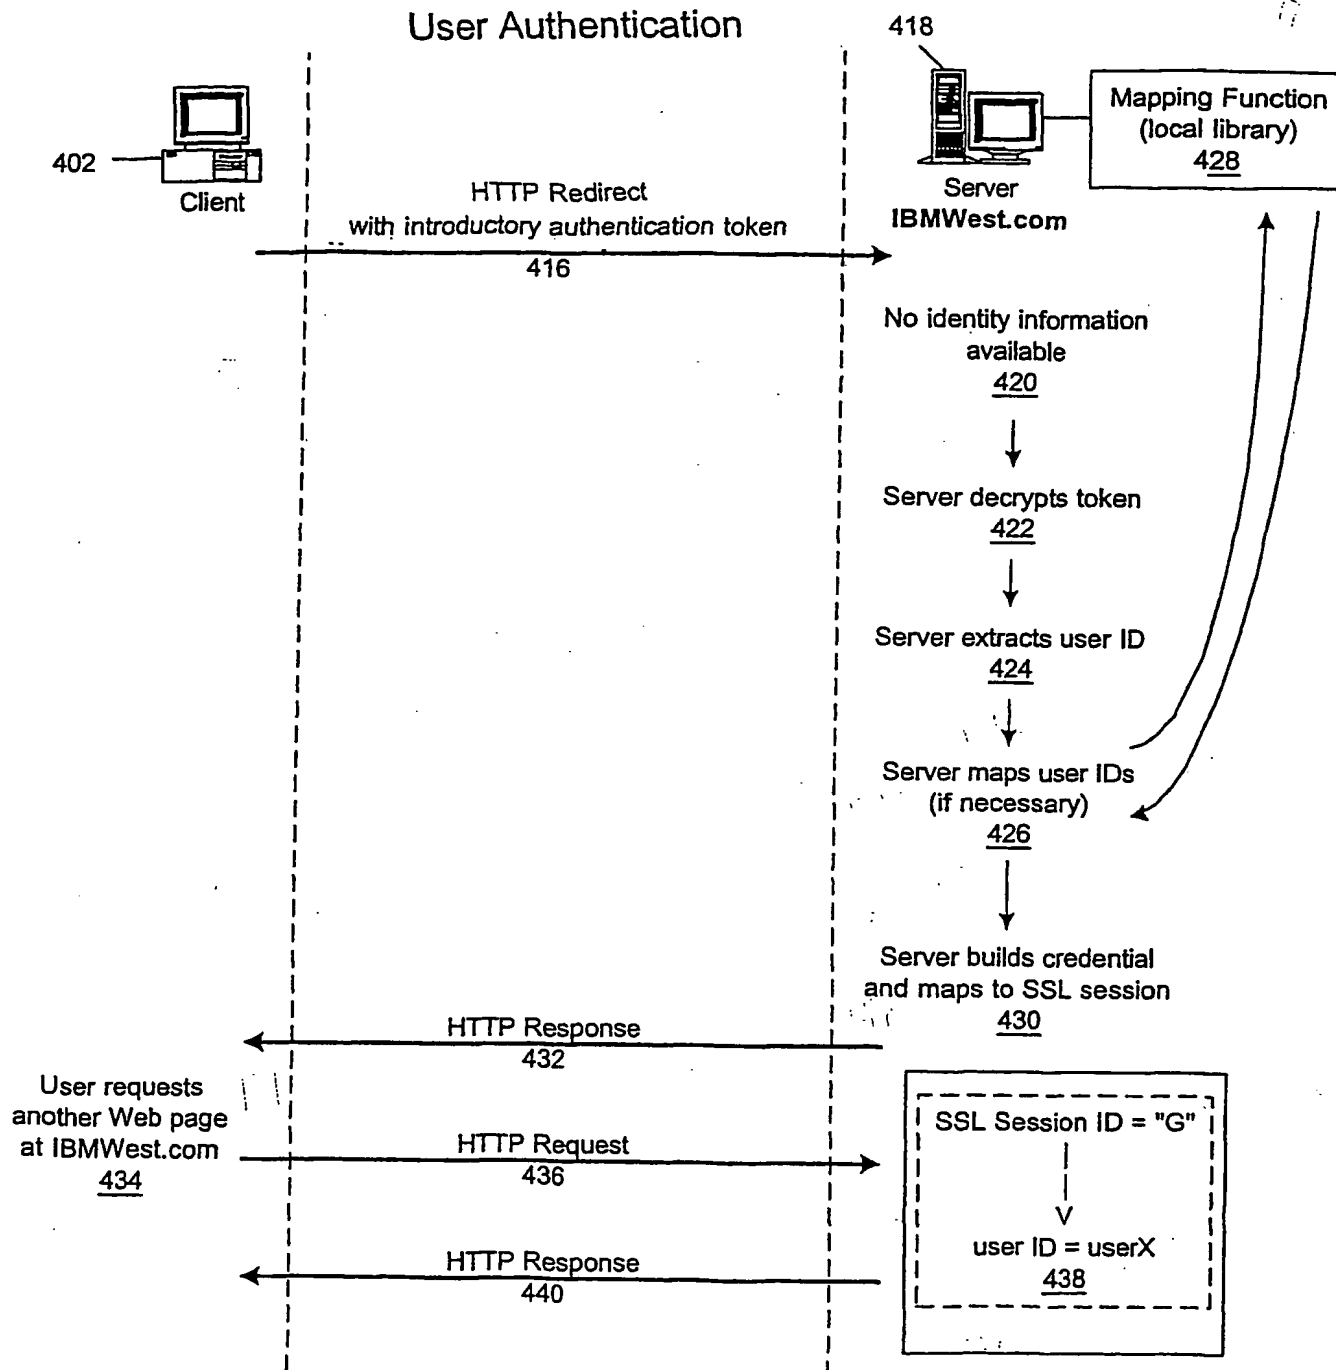 User Authentication
418
Mapping Function
(local library)
428
402
Client
Server
IBMWest.com
HTTP Redirect
with introductory authentication token
416
No identity information
available
420
Server decrypts token
422
Server extracts user ID
424
Server maps user IDs
(if necessary)
426
Server builds credential
and maps to SSL session
430
HTTP Response
432
User requests
another Web page
at IBMWest.com
434
HTTP Request
436
SSL Session ID = "G"
user ID = userX
438
HTTP Response
440